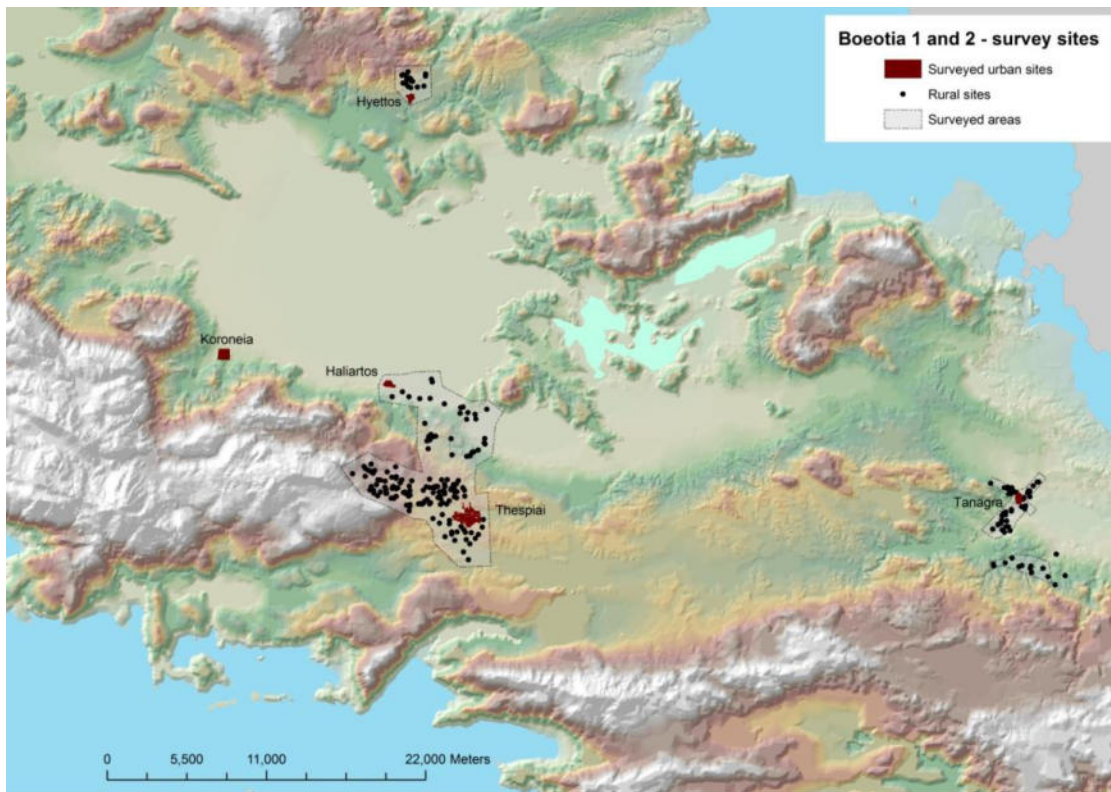 Boeotia 1 and 2 - survey sites
Surveyed urban sites
Rural sites
Surveyed areas
Hyettos
Koroneia
Haliartos
Thespiai
Tanagra
0 5,500 11,000 22,000 Meters